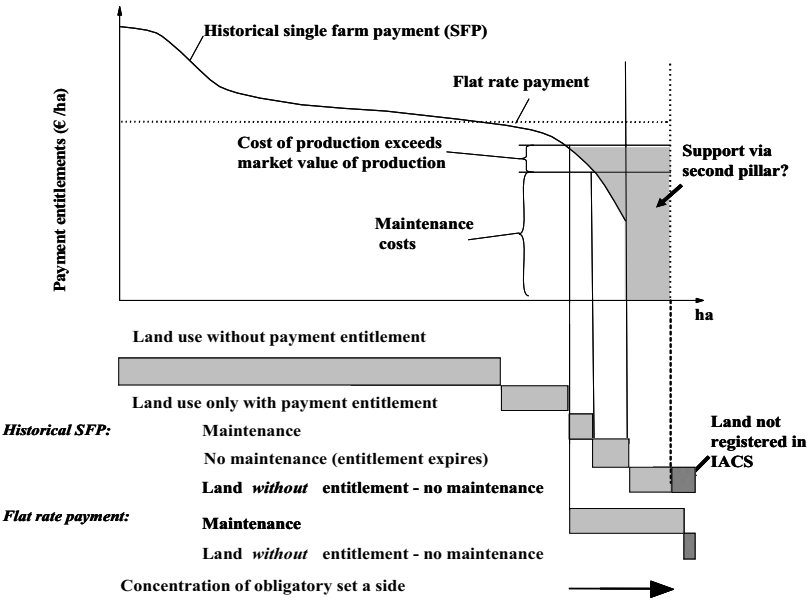 Historical single farm payment (SFP)
Flat rate payment
Payment entitlements (€ /ha)
Cost of production exceeds
market value of production
Support via
second pillar?
Maintenance
costs
ha
Land use without payment entitlement
Land use only with payment entitlement
Historical SFP:
Maintenance
No maintenance (entitlement expires)
Land without entitlement - no maintenance
Land not
registered in
IACS
Flat rate payment:
Maintenance
Land without entitlement - no maintenance
Concentration of obligatory set a side